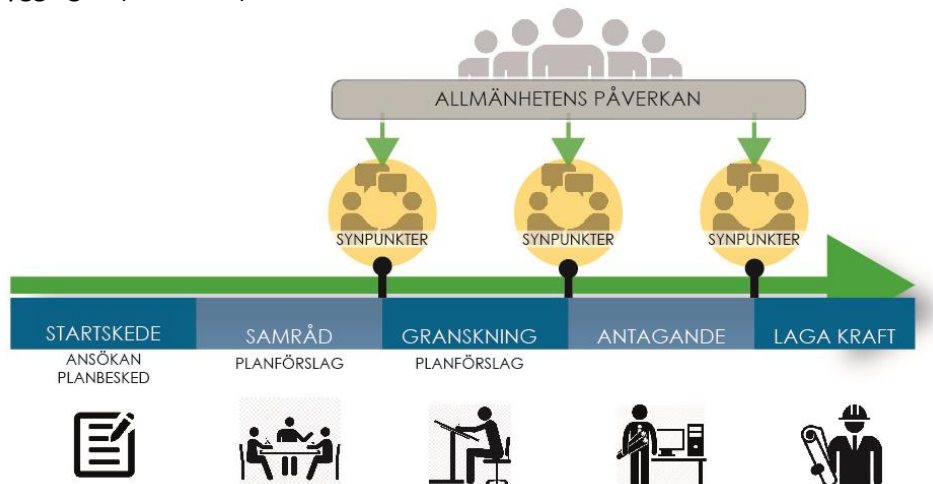 ALLMÄNHETENS PÅVERKAN
SYNPUNKTER
SYNPUNKTER
SYNPUNKTER
STARTSKEDE
SAMRÅD
GRANSKNING
ANTAGANDE
LAGA KRAFT
ANSÖKAN
PLANBESKED
PLANFÖRSLAG
PLANFÖRSLAG